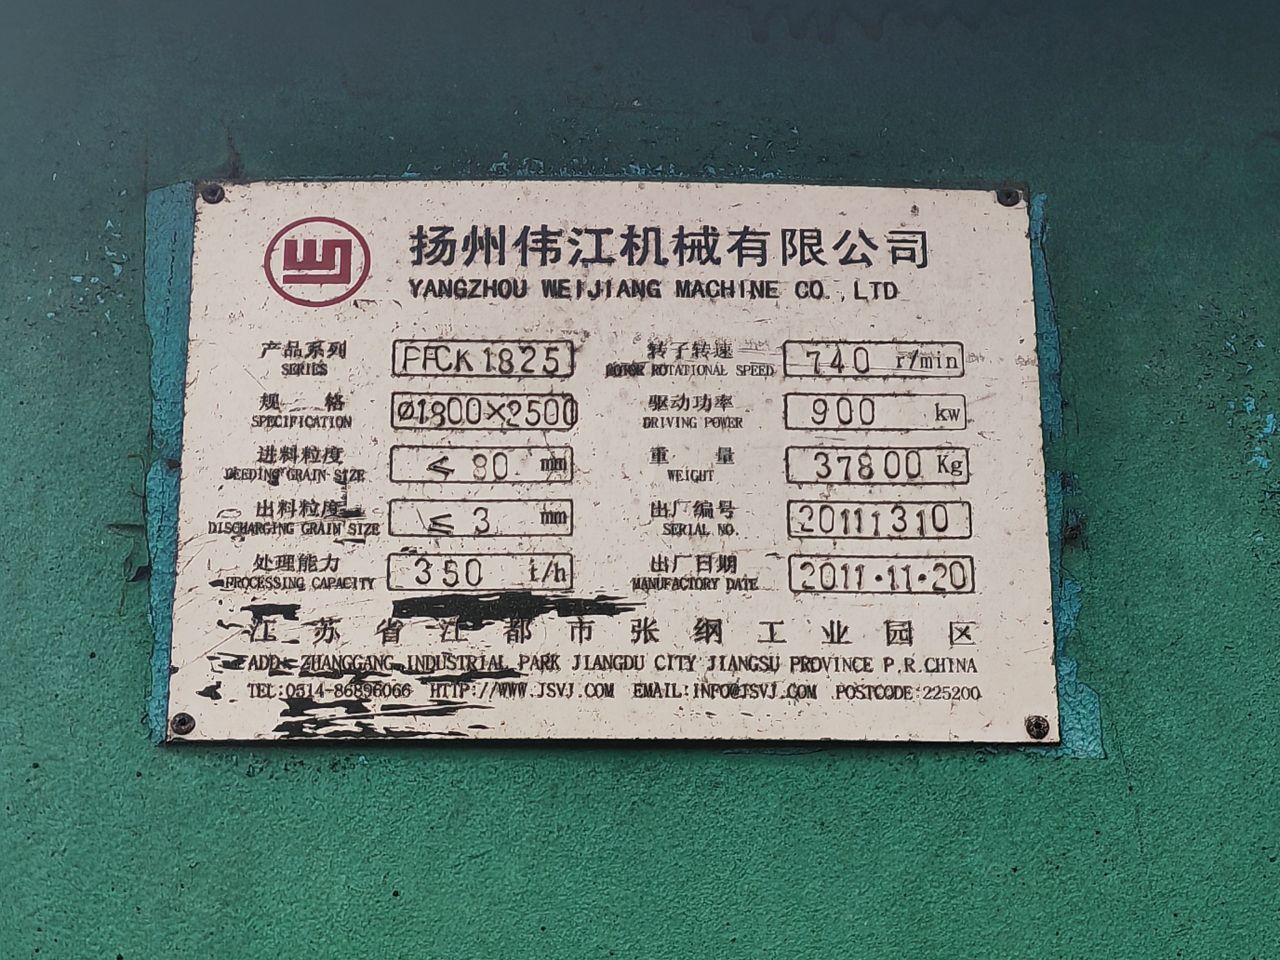 扬州伟江机械有限公司
YANGZHOU WEIJIANG MACHINE CO.,LTD
产品系列 PFCK1825 转子转速 740 r/min
SERIES ROTOR ROTATIONAL SPEED
规 格 Ø1800×2500 驱动功率 900 kw
SPECIFICATION DRIVING POWER
进料粒度 ≤ 80 mm 重 量 37800 Kg
DEEDING GRAIN SIZE WEIGHT
出料粒度 ≤ 3 mm 出厂编号 20111310
DISCHARGING GRAIN SIZE SERIAL NO.
处理能力 350 t/h 出厂日期 2011.11.20
PROCESSING CAPACITY MANUFACTORY DATE
江苏省江都市张纲工业园区
ADD: ZHANGGANG INDUSTRIAL PARK JIANGDU CITY JIANGSU PROVINCE P.R.CHINA
TEL:0514-86896066 HTTP://WWW.JSVJ.COM EMAIL:INFO@JSVJ.COM POSTCODE:225200